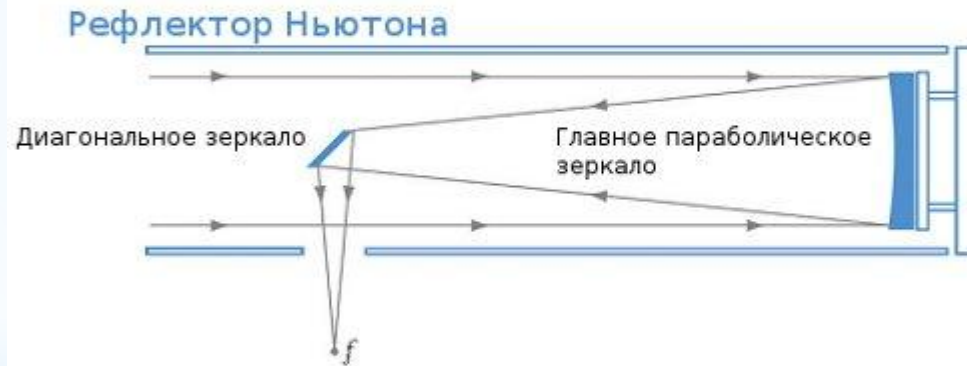 Рефлектор Ньютона
Диагональное зеркало
Главное параболическое
зеркало
f